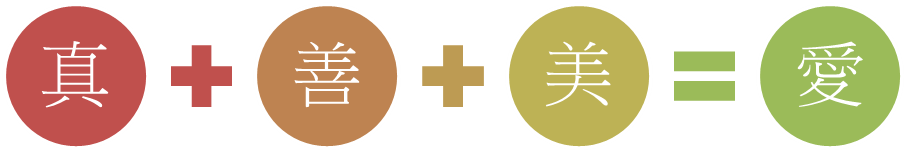 真 + 善 + 美 = 愛